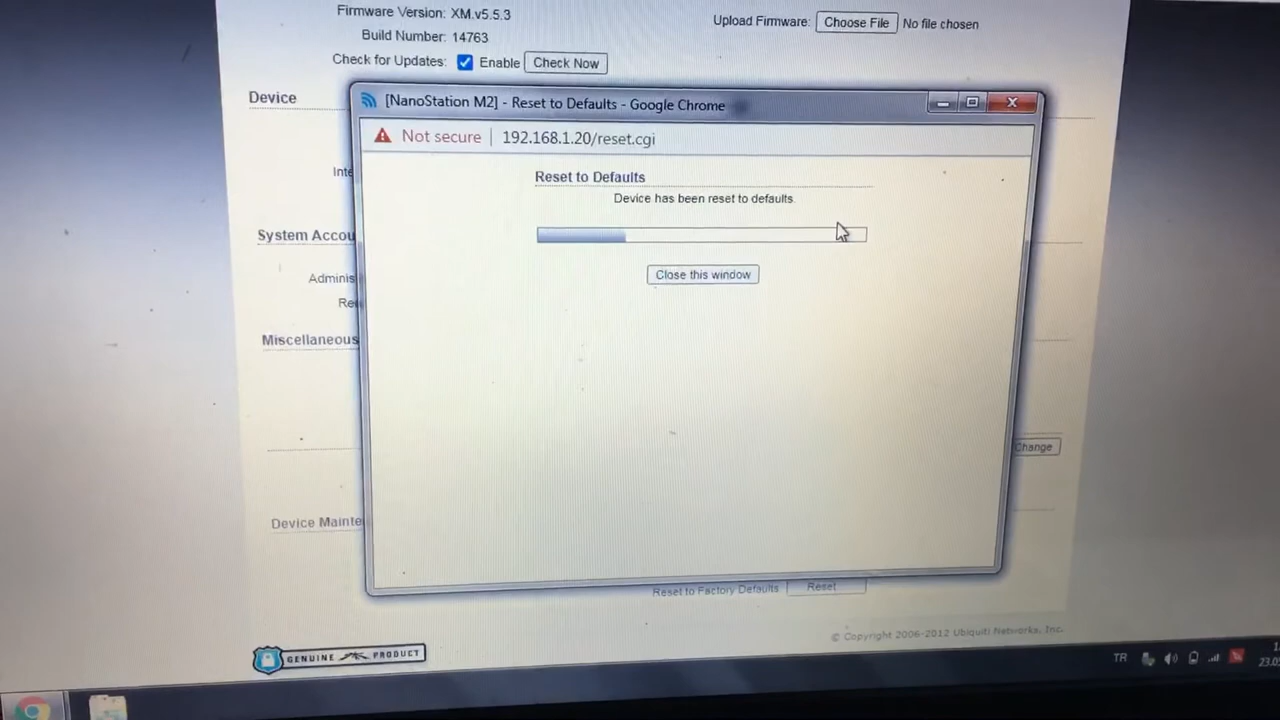 Firmware Version: XM.v5.5.3
Upload Firmware: Choose File No file chosen
Build Number: 14763
Check for Updates: Enable Check Now
Device
[NanoStation M2] - Reset to Defaults - Google Chrome
Not secure | 192.168.1.20/reset.cgi
Inte
Reset to Defaults
Device has been reset to defaults.
System Accou
Close this window
Adminis
Re
Miscellaneous
Change
Device Mainte
Reset to Factory Defaults Reset
© Copyright 2006-2012 Ubiquiti Networks, Inc.
GENUINE PRODUCT
TR